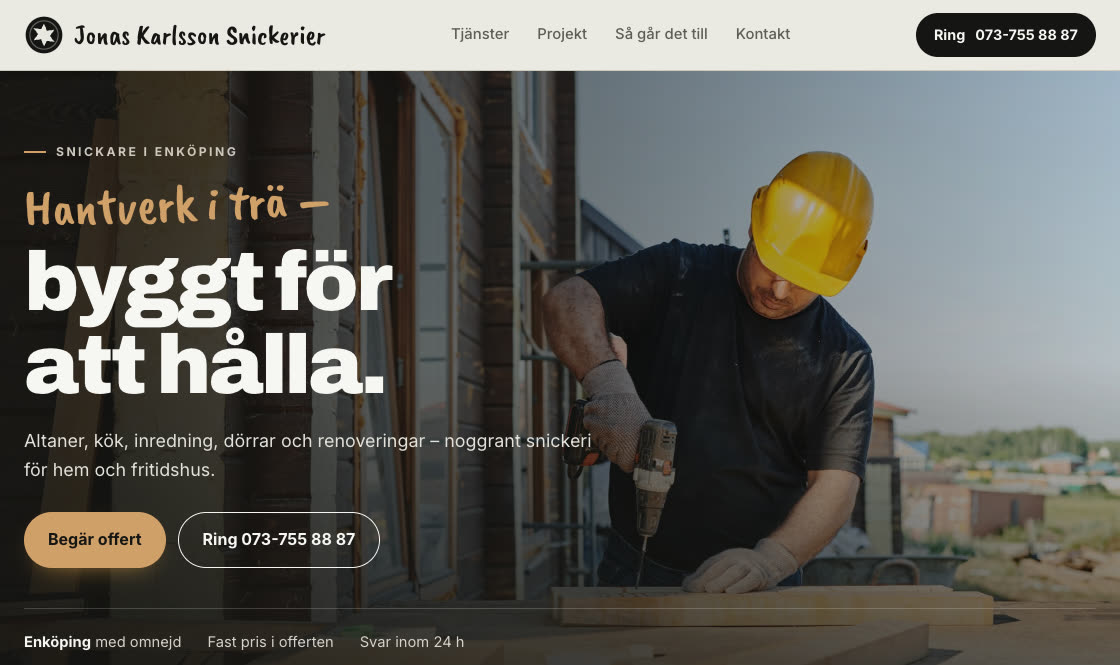 Jonas Karlsson Snickerier
Tjänster Projekt Så går det till Kontakt
Ring 073-755 88 87
SNICKARE I ENKÖPING
Hantverk i trä –
byggt för
att hålla.
Altaner, kök, inredning, dörrar och renoveringar – noggrant snickeri
för hem och fritidshus.
Begär offert
Ring 073-755 88 87
Enköping med omnejd
Fast pris i offerten
Svar inom 24 h